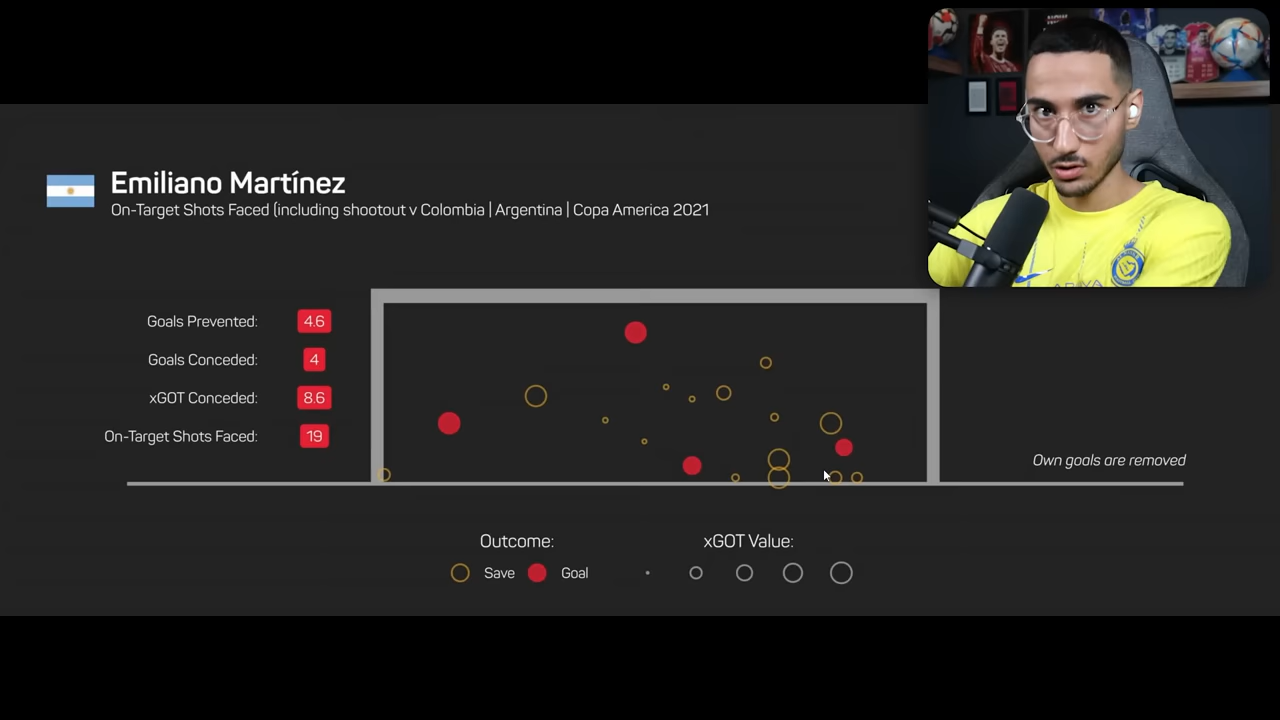 Emiliano Martínez
On-Target Shots Faced (including shootout v Colombia | Argentina | Copa America 2021
Goals Prevented: 4.6
Goals Conceded: 4
xGOT Conceded: 8.6
On-Target Shots Faced: 19
Own goals are removed
Outcome:
Save Goal
xGOT Value: